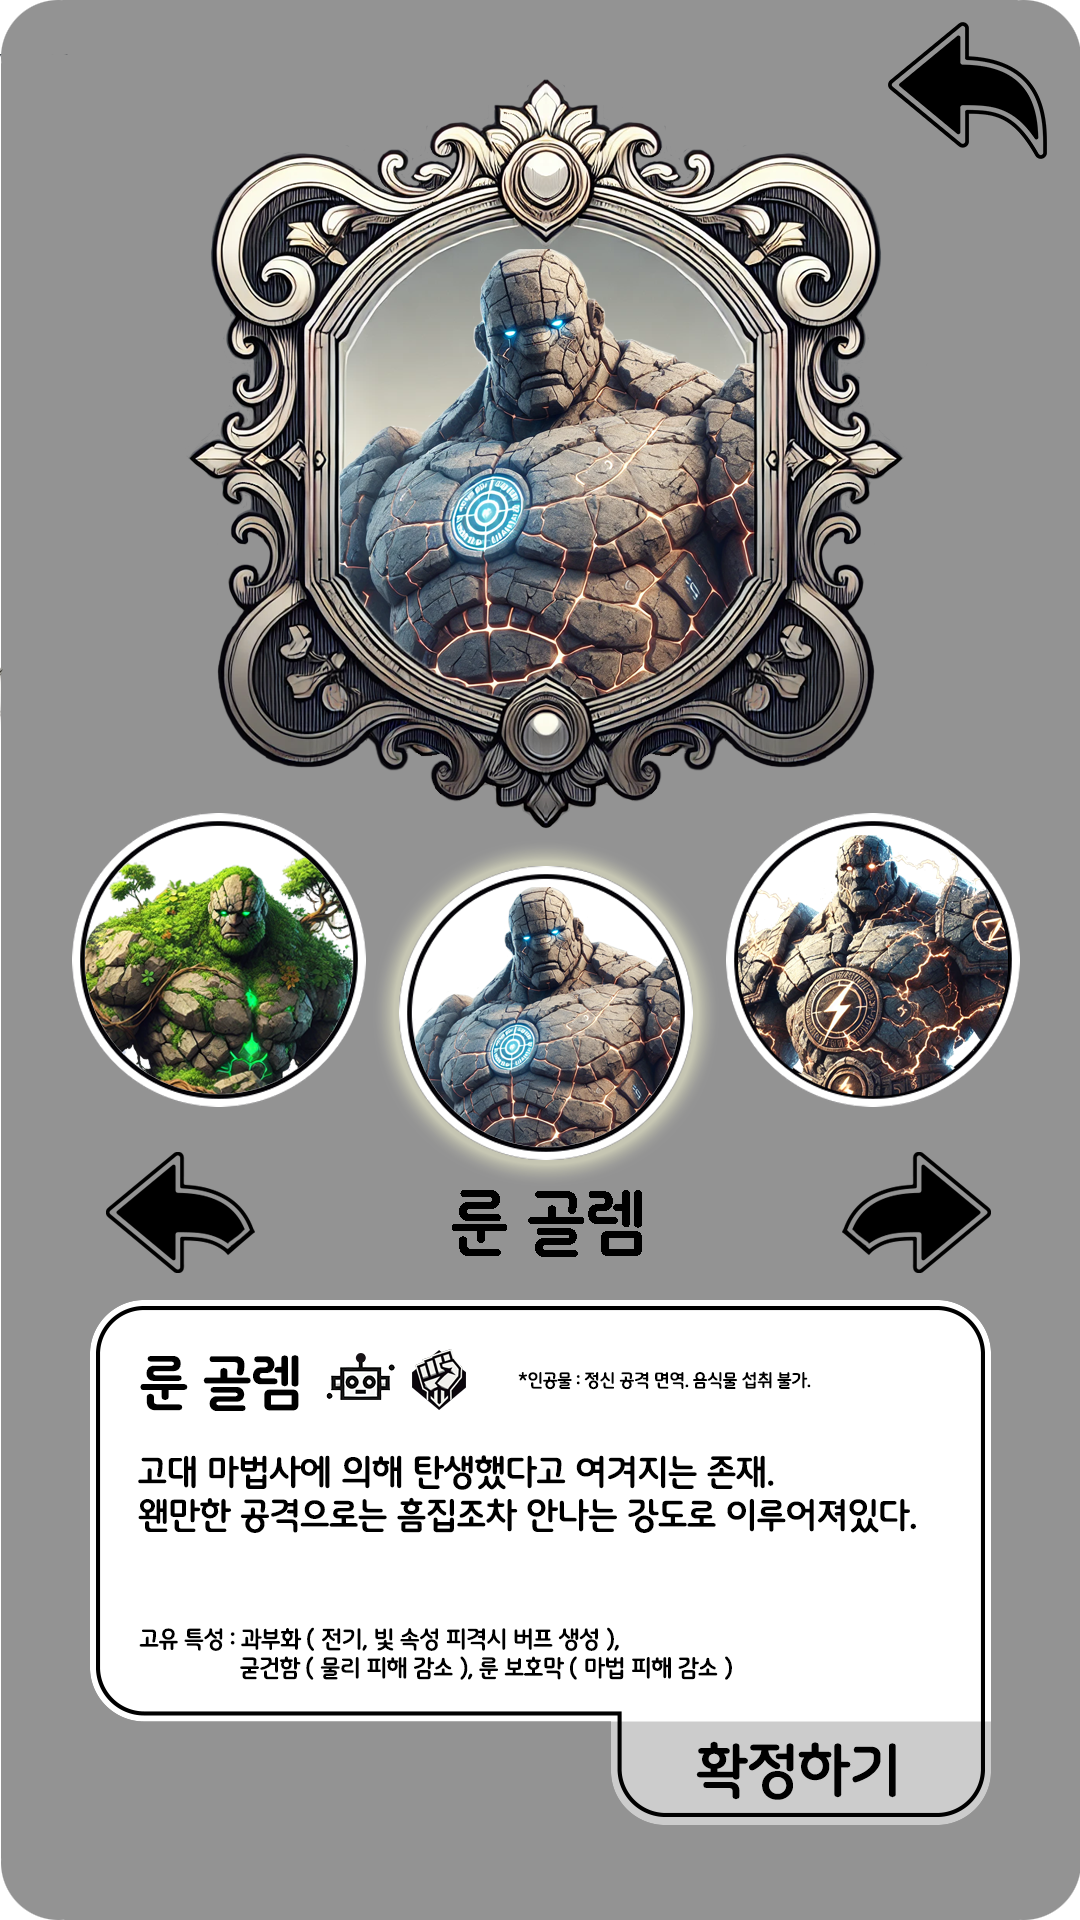 룬 골렘
룬 골렘
*인공물 : 정신 공격 면역. 음식물 섭취 불가.
고대 마법사에 의해 탄생했다고 여겨지는 존재.
왠만한 공격으로는 흠집조차 안나는 강도로 이루어져있다.
고유 특성 : 과부화 ( 전기, 빛 속성 피격시 버프 생성 ),
굳건함 ( 물리 피해 감소 ), 룬 보호막 ( 마법 피해 감소 )
확정하기